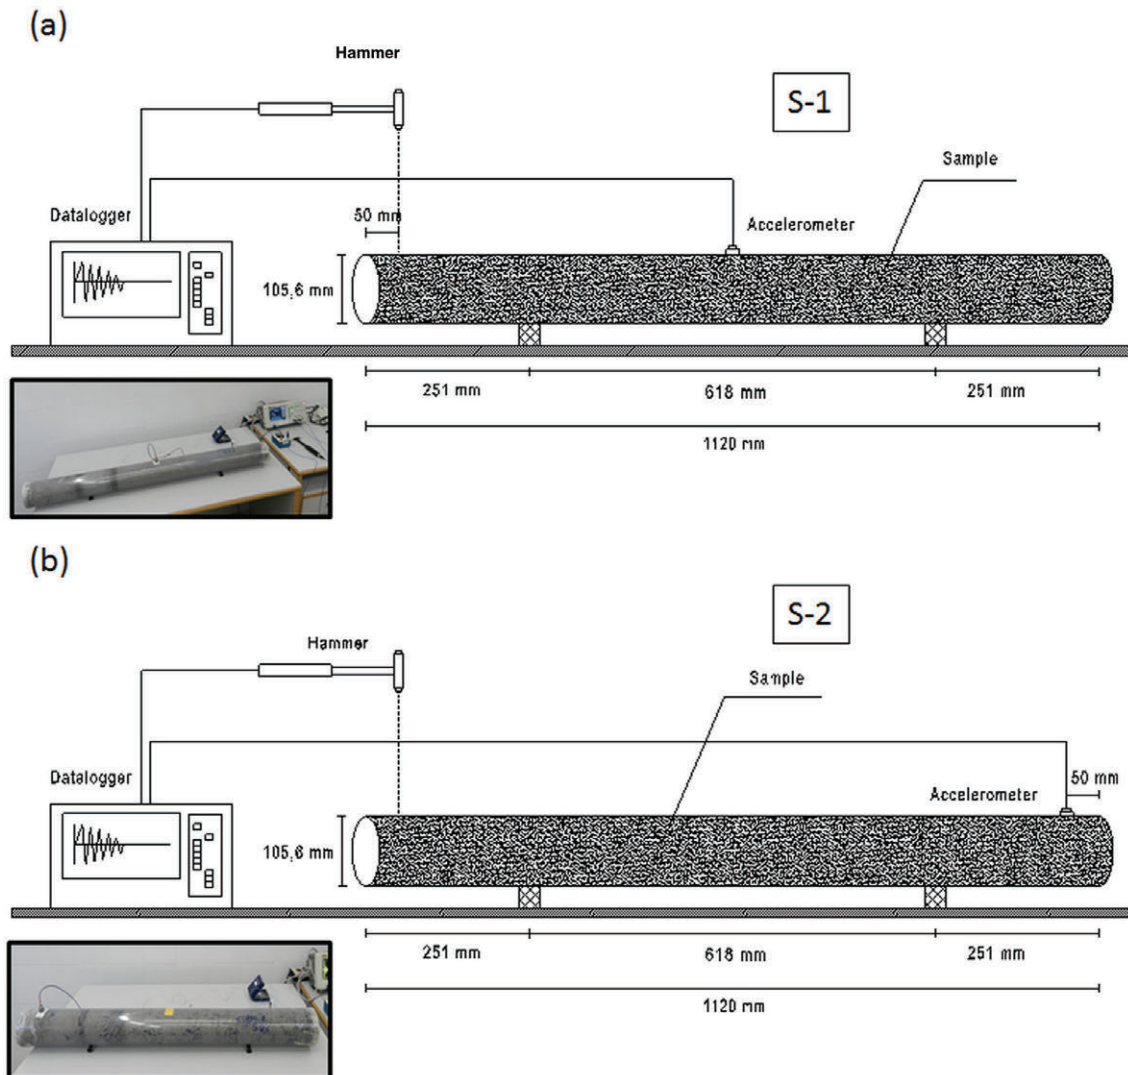 (a)
Hammer
S-1
Sample
Datalogger
50 mm
Accelerometer
105,6 mm
251 mm
618 mm
251 mm
1120 mm
(b)
S-2
Hammer
Sample
Datalogger
50 mm
Accelerometer
105,6 mm
251 mm
618 mm
251 mm
1120 mm